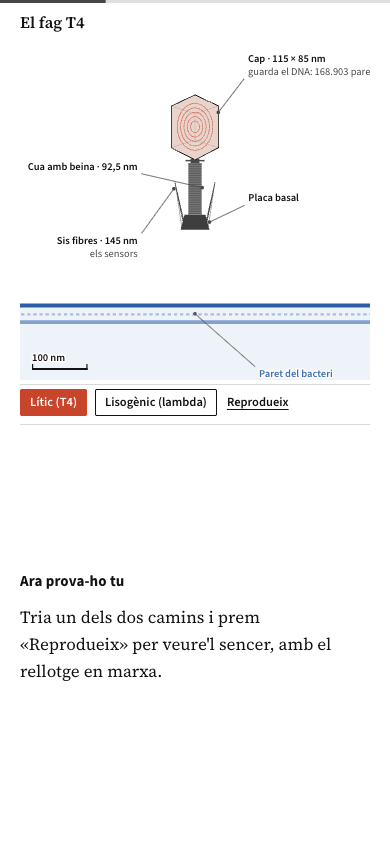 El fag T4
Cap · 115 × 85 nm
guarda el DNA: 168.903 pare
Cua amb beina · 92,5 nm
Placa basal
Sis fibres · 145 nm
els sensors
100 nm
Paret del bacteri
Lític (T4)
Lisogènic (lambda)
Reprodueix
Ara prova-ho tu
Tria un dels dos camins i prem
«Reprodueix» per veure'l sencer, amb el
rellotge en marxa.